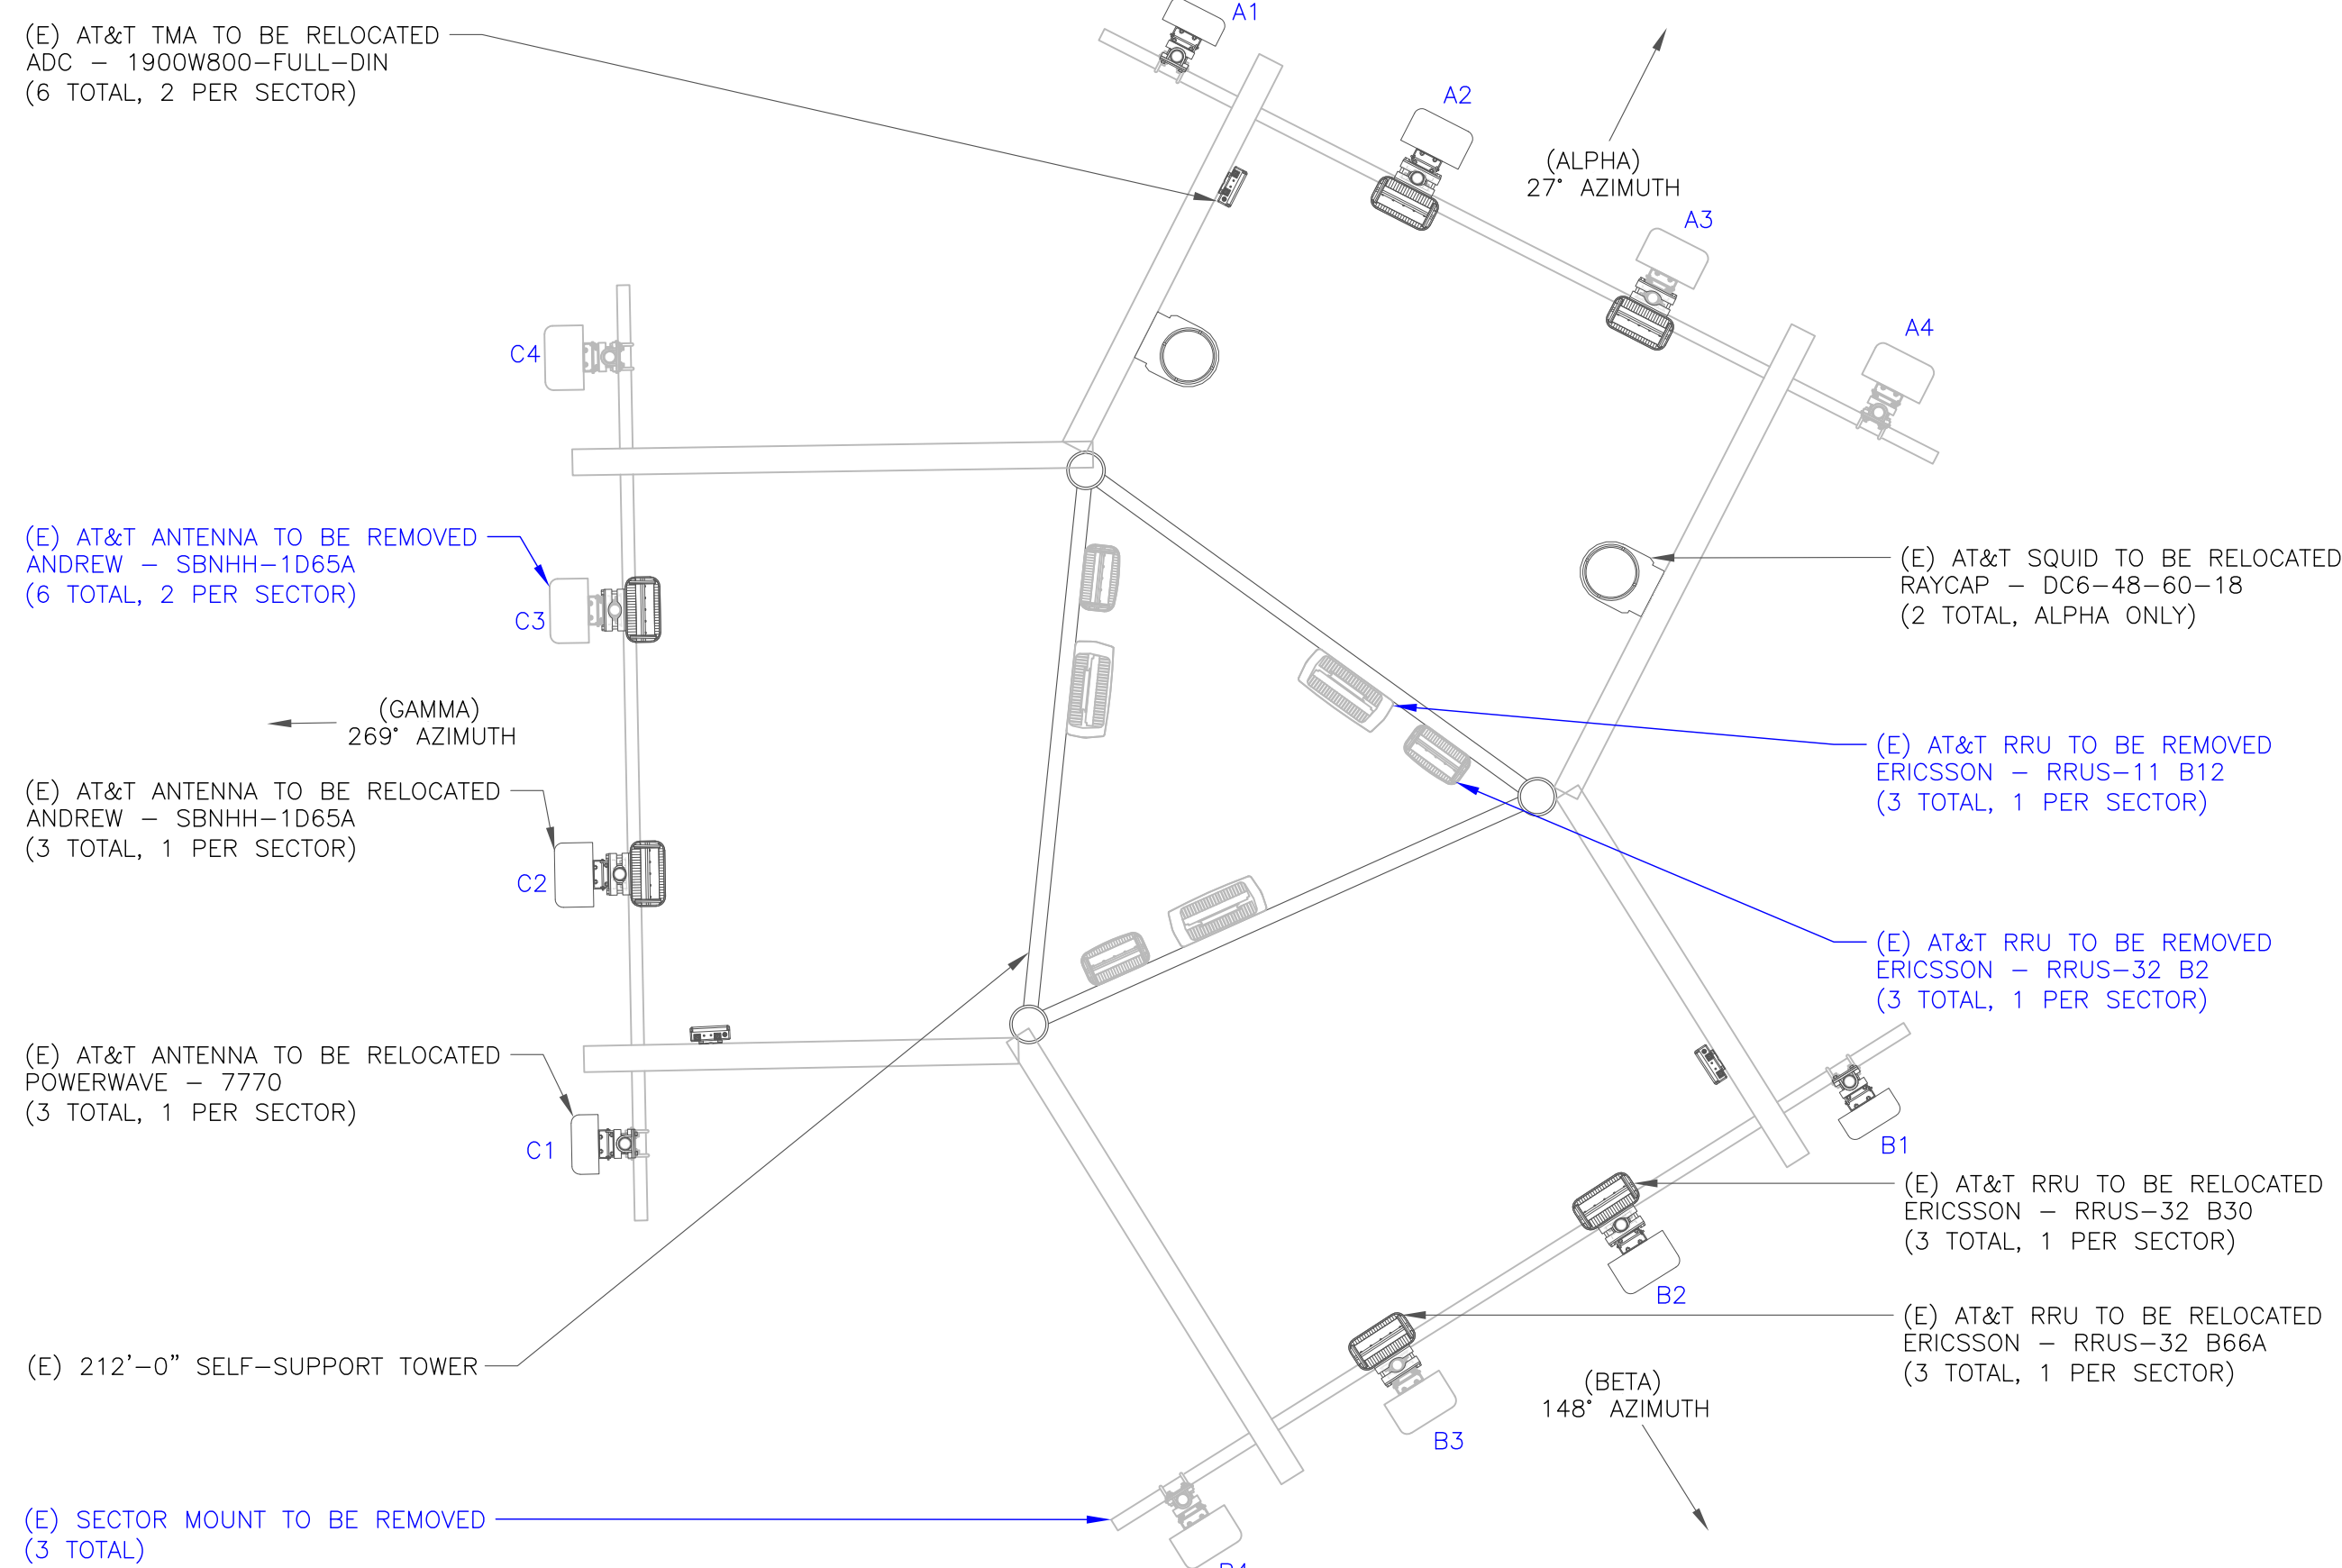 (E) AT&T TMA TO BE RELOCATED
ADC – 1900W800–FULL–DIN
(6 TOTAL, 2 PER SECTOR)
A1
A2
(ALPHA)
27° AZIMUTH
A3
A4
C4
(E) AT&T ANTENNA TO BE REMOVED
ANDREW – SBNHH–1D65A
(6 TOTAL, 2 PER SECTOR)
C3
(E) AT&T SQUID TO BE RELOCATED
RAYCAP – DC6–48–60–18
(2 TOTAL, ALPHA ONLY)
(GAMMA)
269° AZIMUTH
(E) AT&T RRU TO BE REMOVED
ERICSSON – RRUS–11 B12
(3 TOTAL, 1 PER SECTOR)
(E) AT&T ANTENNA TO BE RELOCATED
ANDREW – SBNHH–1D65A
(3 TOTAL, 1 PER SECTOR)
C2
(E) AT&T RRU TO BE REMOVED
ERICSSON – RRUS–32 B2
(3 TOTAL, 1 PER SECTOR)
(E) AT&T ANTENNA TO BE RELOCATED
POWERWAVE – 7770
(3 TOTAL, 1 PER SECTOR)
C1
B1
(E) AT&T RRU TO BE RELOCATED
ERICSSON – RRUS–32 B30
(3 TOTAL, 1 PER SECTOR)
B2
(E) AT&T RRU TO BE RELOCATED
ERICSSON – RRUS–32 B66A
(3 TOTAL, 1 PER SECTOR)
(E) 212'–0" SELF–SUPPORT TOWER
(BETA)
148° AZIMUTH
B3
(E) SECTOR MOUNT TO BE REMOVED
(3 TOTAL)